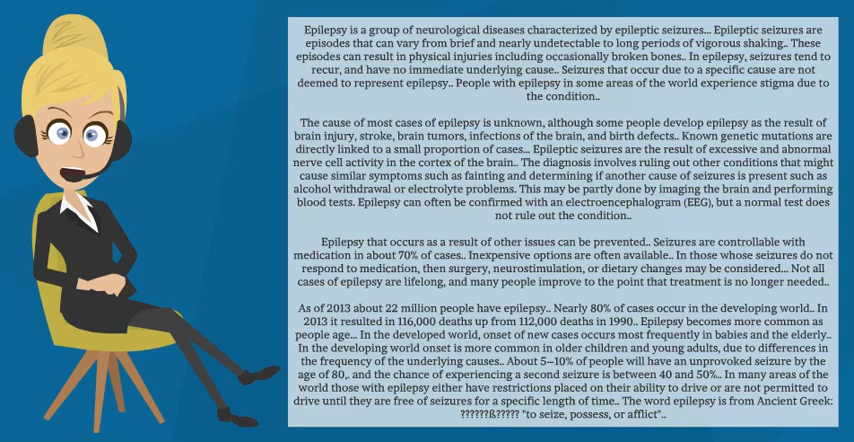 Epilepsy is a group of neurological diseases characterized by epileptic seizures... Epileptic seizures are
episodes that can vary from brief and nearly undetectable to long periods of vigorous shaking.. These
episodes can result in physical injuries including occasionally broken bones.. In epilepsy, seizures tend to
recur, and have no immediate underlying cause.. Seizures that occur due to a specific cause are not
deemed to represent epilepsy.. People with epilepsy in some areas of the world experience stigma due to
the condition..
The cause of most cases of epilepsy is unknown, although some people develop epilepsy as the result of
brain injury, stroke, brain tumors, infections of the brain, and birth defects.. Known genetic mutations are
directly linked to a small proportion of cases... Epileptic seizures are the result of excessive and abnormal
nerve cell activity in the cortex of the brain.. The diagnosis involves ruling out other conditions that might
cause similar symptoms such as fainting and determining if another cause of seizures is present such as
alcohol withdrawal or electrolyte problems. This may be partly done by imaging the brain and performing
blood tests. Epilepsy can often be confirmed with an electroencephalogram (EEG), but a normal test does
not rule out the condition..
Epilepsy that occurs as a result of other issues can be prevented.. Seizures are controllable with
medication in about 70% of cases.. Inexpensive options are often available.. In those whose seizures do not
respond to medication, then surgery, neurostimulation, or dietary changes may be considered... Not all
cases of epilepsy are lifelong, and many people improve to the point that treatment is no longer needed..
As of 2013 about 22 million people have epilepsy.. Nearly 80% of cases occur in the developing world.. In
2013 it resulted in 116,000 deaths up from 112,000 deaths in 1990.. Epilepsy becomes more common as
people age... In the developed world, onset of new cases occurs most frequently in babies and the elderly..
In the developing world onset is more common in older children and young adults, due to differences in
the frequency of the underlying causes.. About 5–10% of people will have an unprovoked seizure by the
age of 80,. and the chance of experiencing a second seizure is between 40 and 50%.. In many areas of the
world those with epilepsy either have restrictions placed on their ability to drive or are not permitted to
drive until they are free of seizures for a specific length of time.. The word epilepsy is from Ancient Greek:
??????ß????? "to seize, possess, or afflict"..